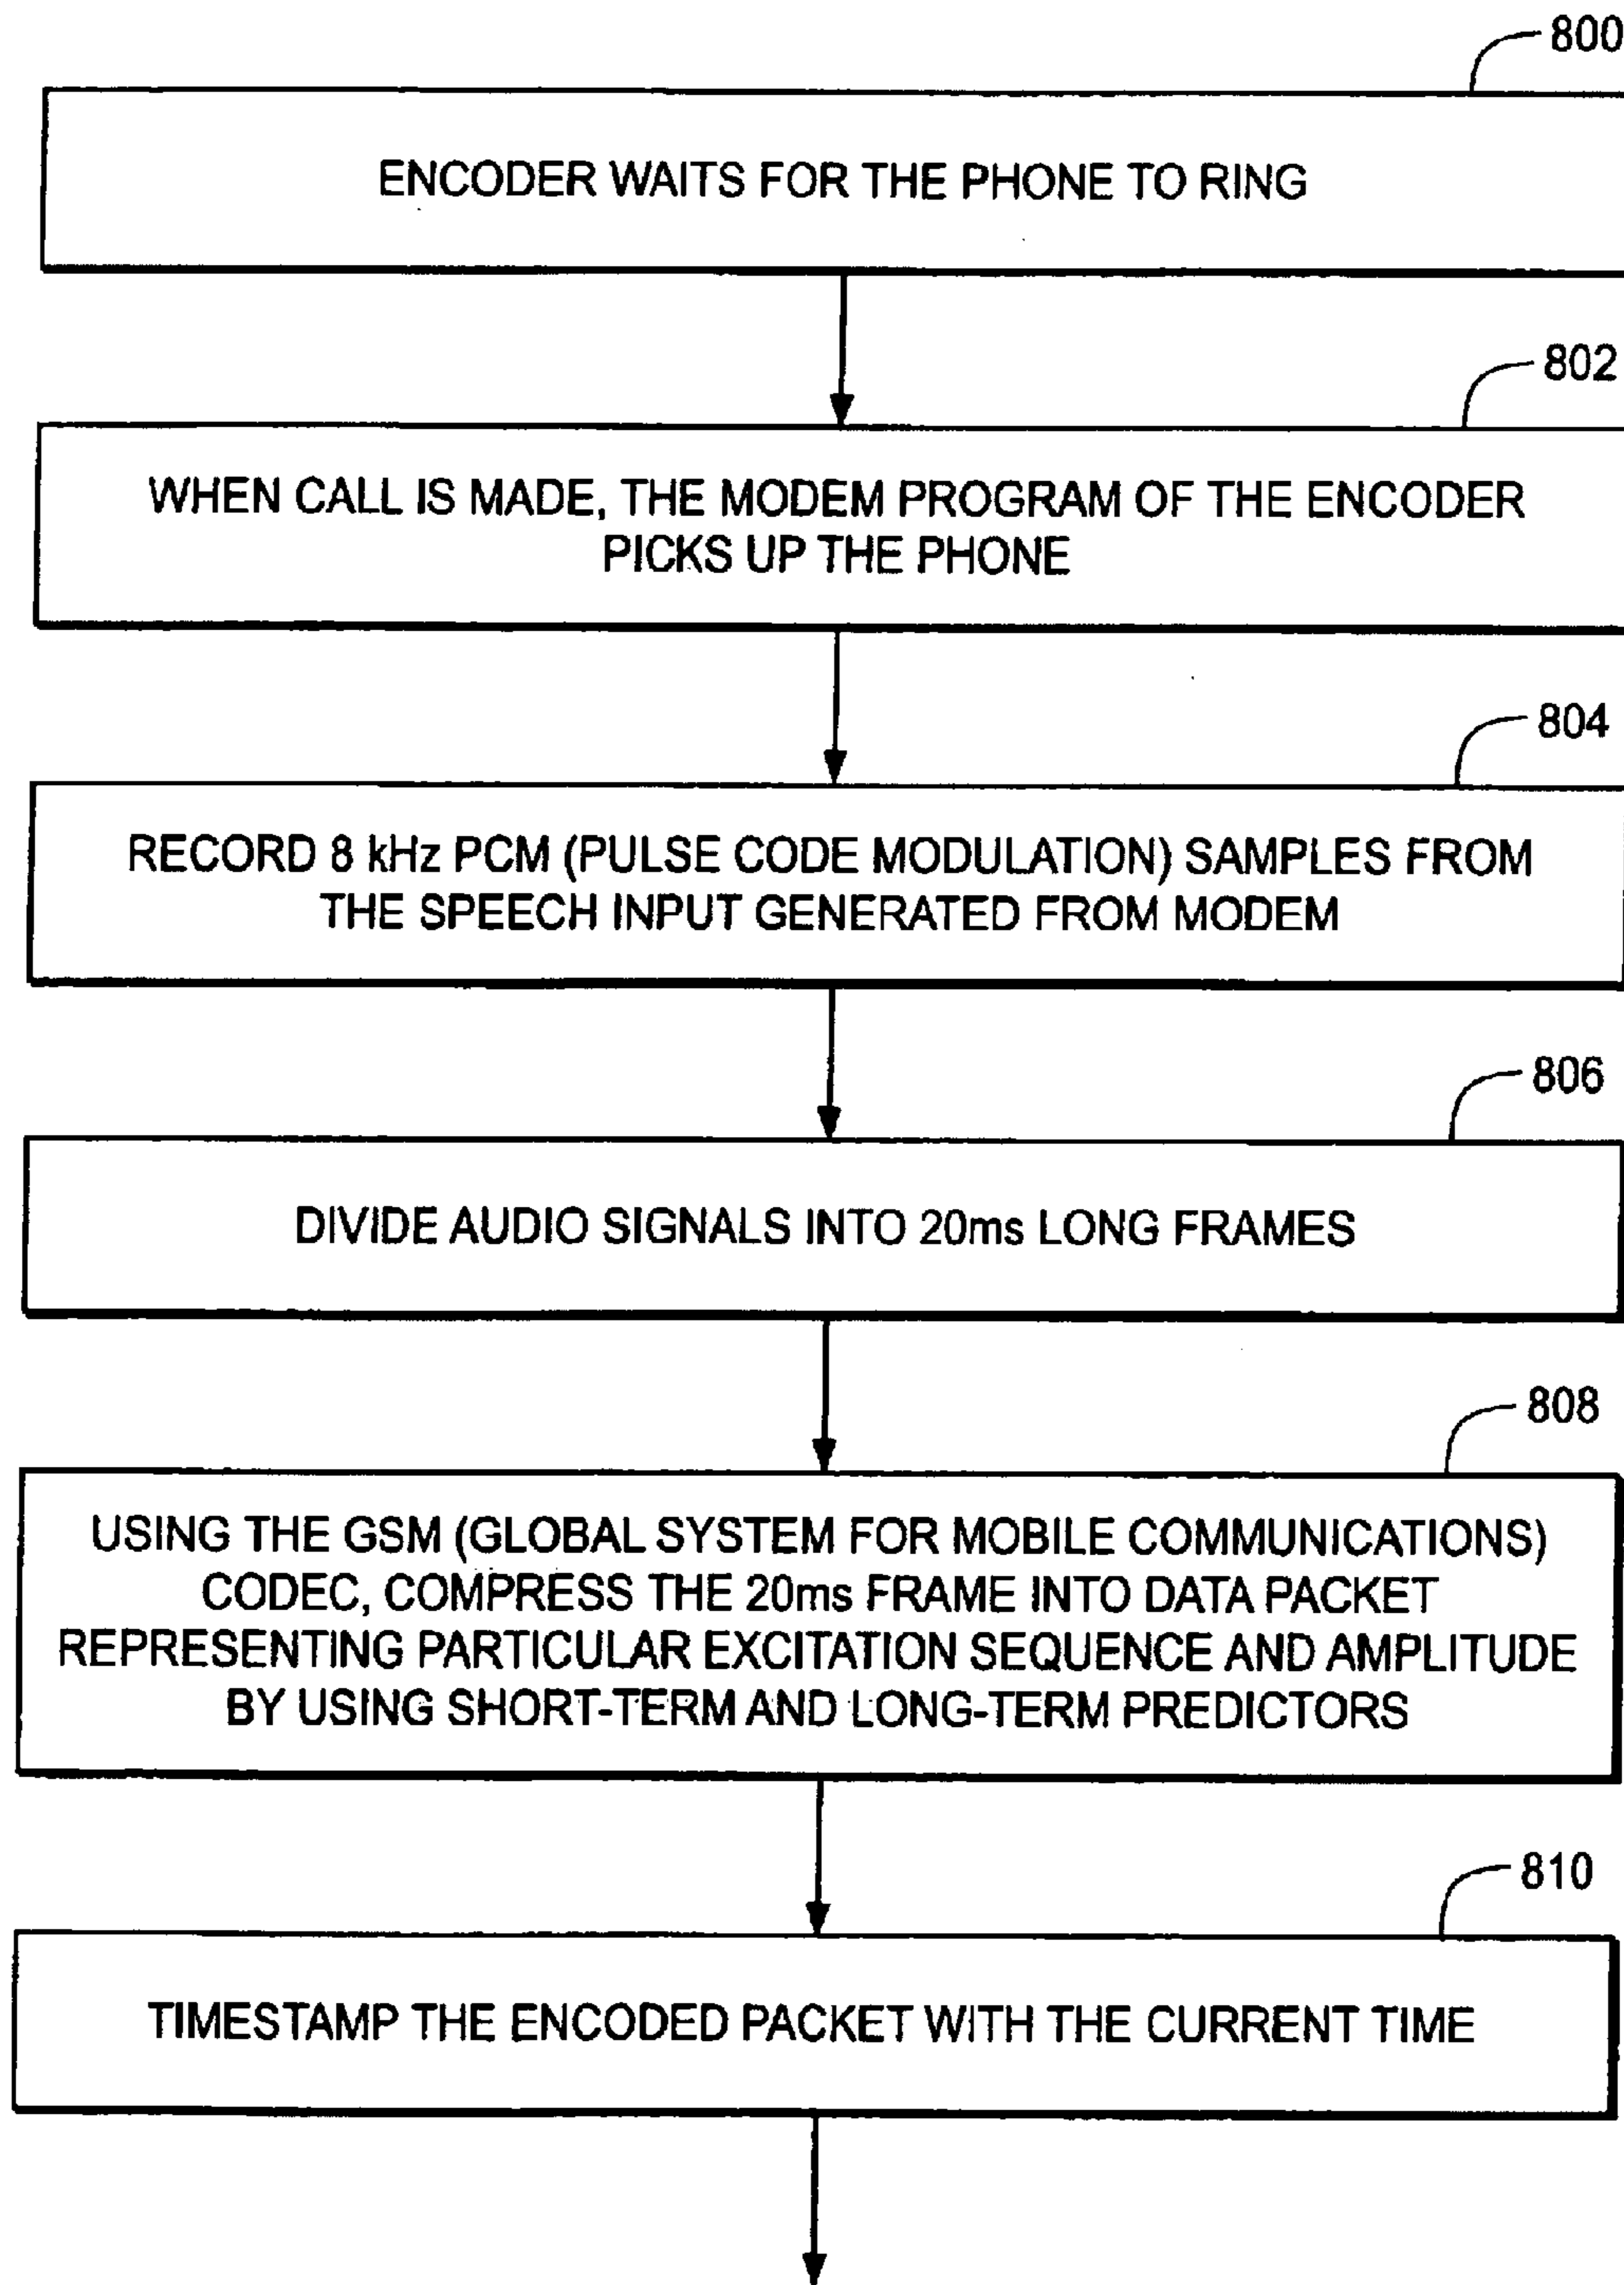 800
ENCODER WAITS FOR THE PHONE TO RING
802
WHEN CALL IS MADE, THE MODEM PROGRAM OF THE ENCODER
PICKS UP THE PHONE
804
RECORD 8 kHz PCM (PULSE CODE MODULATION) SAMPLES FROM
THE SPEECH INPUT GENERATED FROM MODEM
806
DIVIDE AUDIO SIGNALS INTO 20ms LONG FRAMES
808
USING THE GSM (GLOBAL SYSTEM FOR MOBILE COMMUNICATIONS)
CODEC, COMPRESS THE 20ms FRAME INTO DATA PACKET
REPRESENTING PARTICULAR EXCITATION SEQUENCE AND AMPLITUDE
BY USING SHORT-TERM AND LONG-TERM PREDICTORS
810
TIMESTAMP THE ENCODED PACKET WITH THE CURRENT TIME